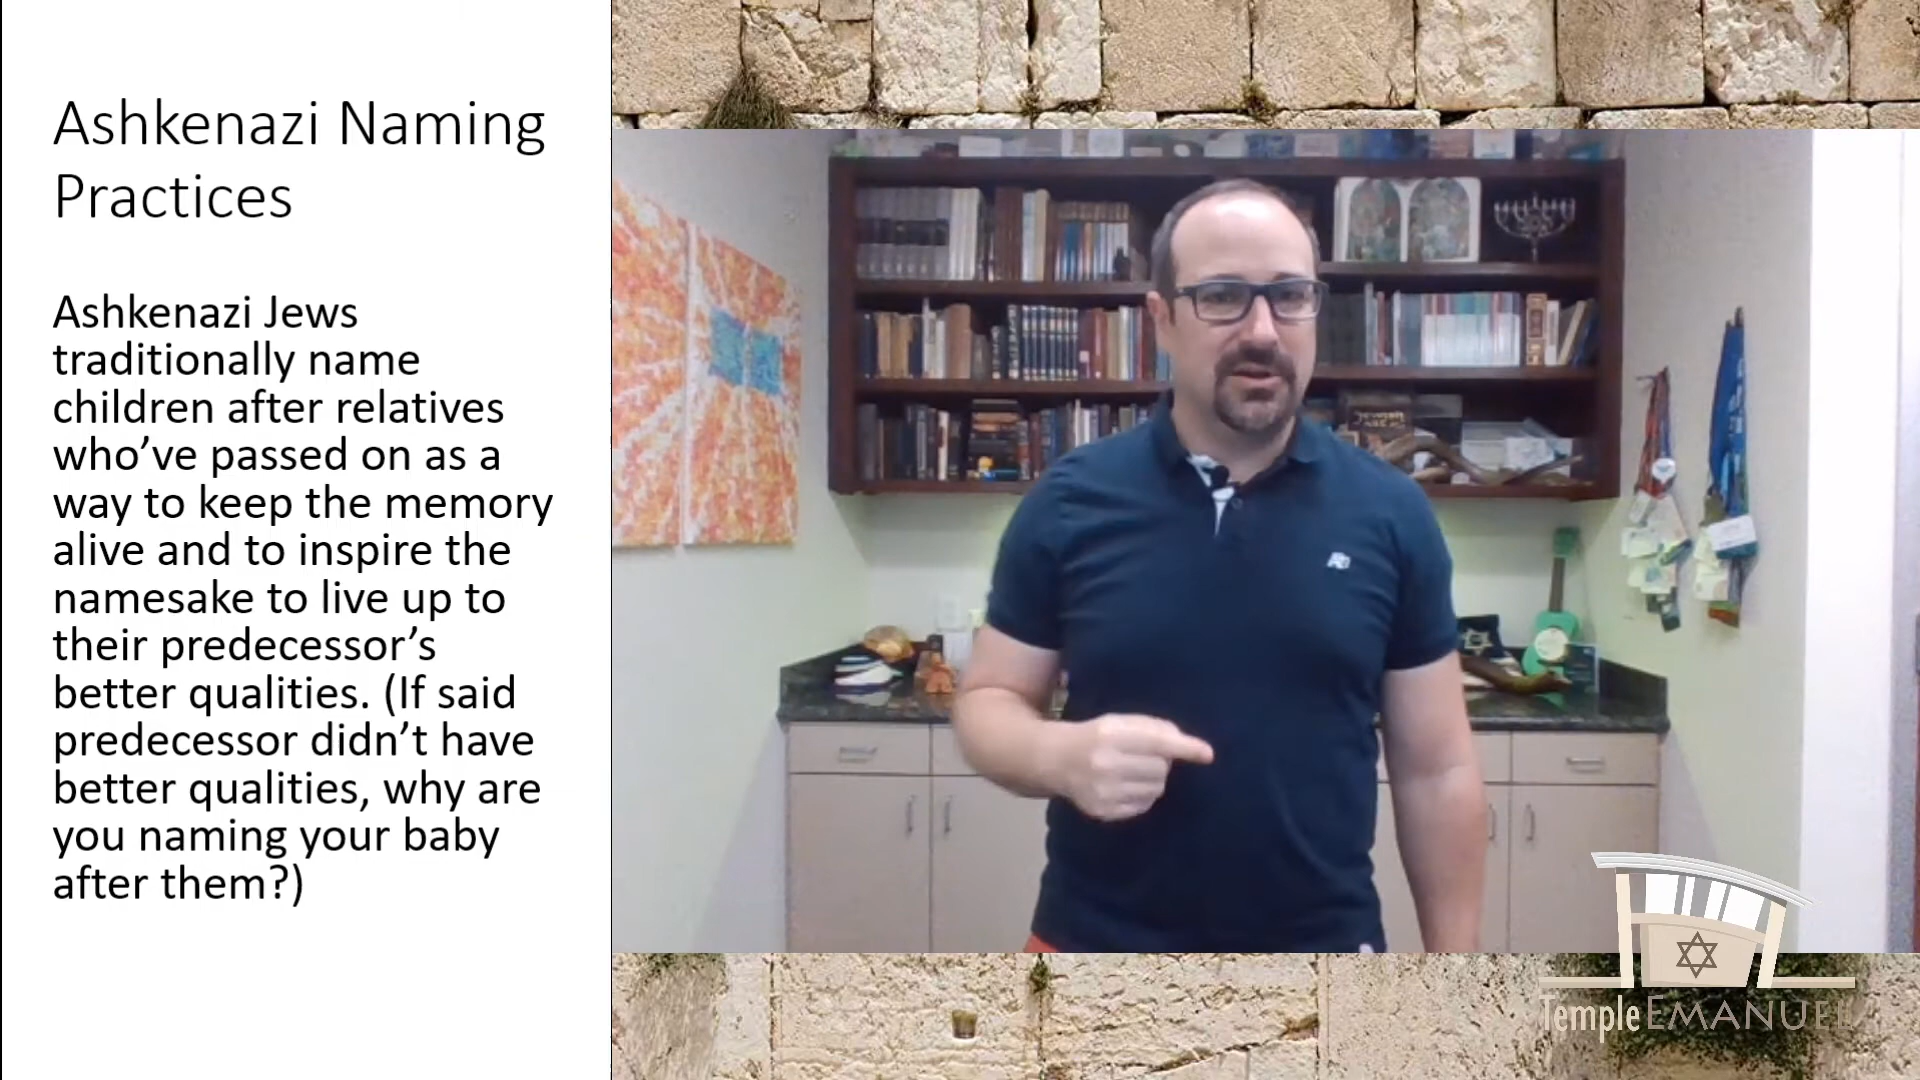 Ashkenazi Naming
Practices
Ashkenazi Jews
traditionally name
children after relatives
who’ve passed on as a
way to keep the memory
alive and to inspire the
namesake to live up to
their predecessor’s
better qualities. (If said
predecessor didn’t have
better qualities, why are
you naming your baby
after them?)
Temple EMANUEL